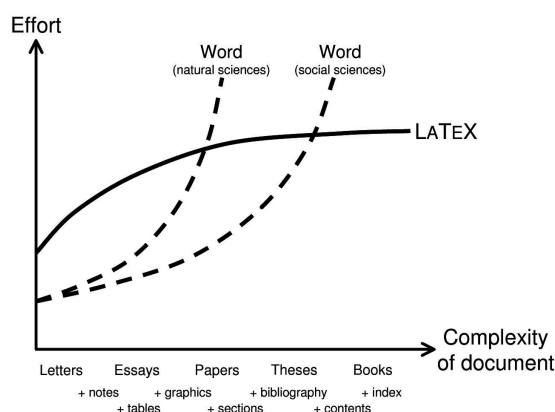 Effort
Word
(natural sciences)
Word
(social sciences)
LATEX
Complexity
of document
Letters Essays Papers Theses Books
+ notes + graphics + bibliography + index
+ tables + sections + contents